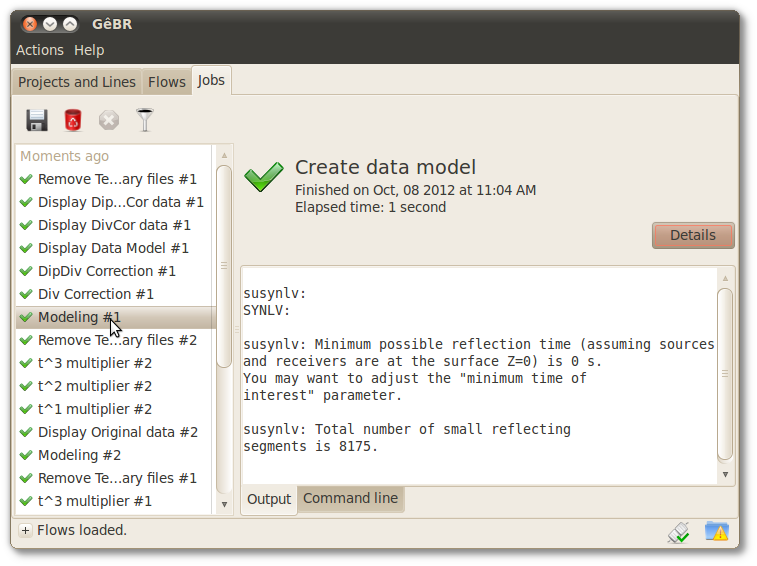 GêBR
Actions Help
Projects and Lines Flows Jobs
Moments ago
Remove Te...ary files #1
Display Dip...Cor data #1
Display DivCor data #1
Display Data Model #1
DipDiv Correction #1
Div Correction #1
Modeling #1
Remove Te...ary files #2
t^3 multiplier #2
t^2 multiplier #2
t^1 multiplier #2
Display Original data #2
Modeling #2
Remove Te...ary files #1
t^3 multiplier #1
Create data model
Finished on Oct, 08 2012 at 11:04 AM
Elapsed time: 1 second
Details
susynlv:
SYNLV:
susynlv: Minimum possible reflection time (assuming sources
and receivers are at the surface Z=0) is 0 s.
You may want to adjust the "minimum time of
interest" parameter.
susynlv: Total number of small reflecting
segments is 8175.
Output Command line
Flows loaded.